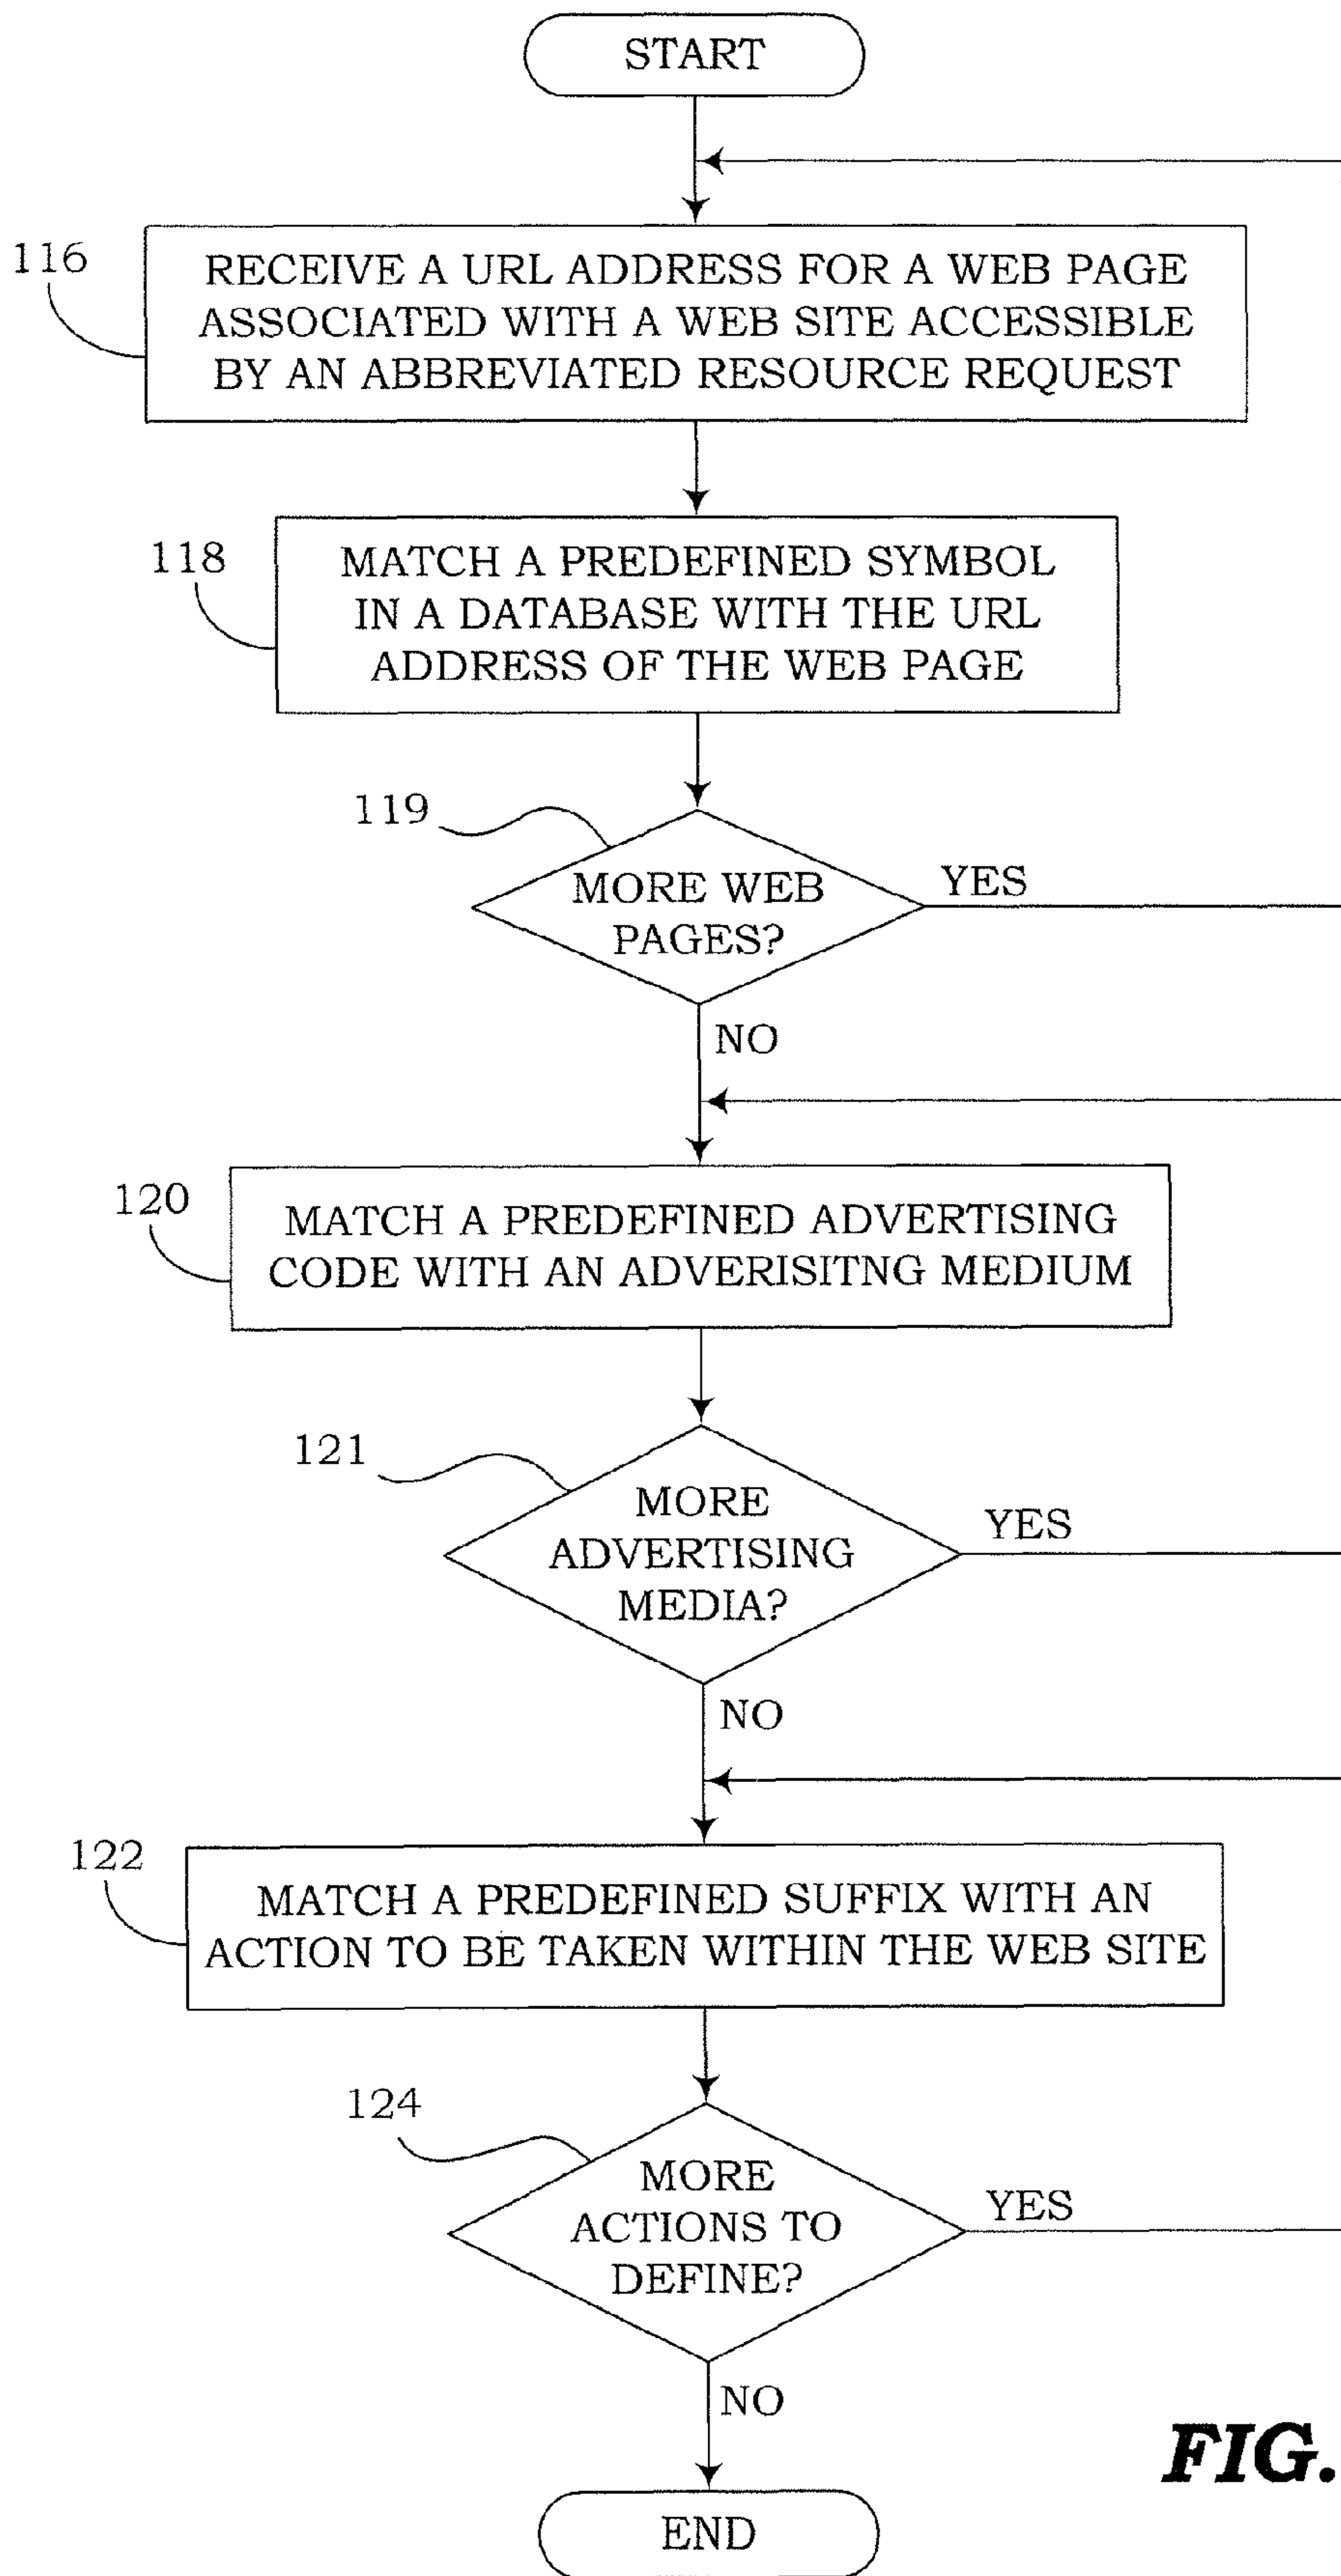 START
116
RECEIVE A URL ADDRESS FOR A WEB PAGE
ASSOCIATED WITH A WEB SITE ACCESSIBLE
BY AN ABBREVIATED RESOURCE REQUEST
118
MATCH A PREDEFINED SYMBOL
IN A DATABASE WITH THE URL
ADDRESS OF THE WEB PAGE
119
MORE WEB
PAGES?
YES
NO
120
MATCH A PREDEFINED ADVERTISING
CODE WITH AN ADVERISITNG MEDIUM
121
MORE
ADVERTISING
MEDIA?
YES
NO
122
MATCH A PREDEFINED SUFFIX WITH AN
ACTION TO BE TAKEN WITHIN THE WEB SITE
124
MORE
ACTIONS TO
DEFINE?
YES
NO
FIG.
END